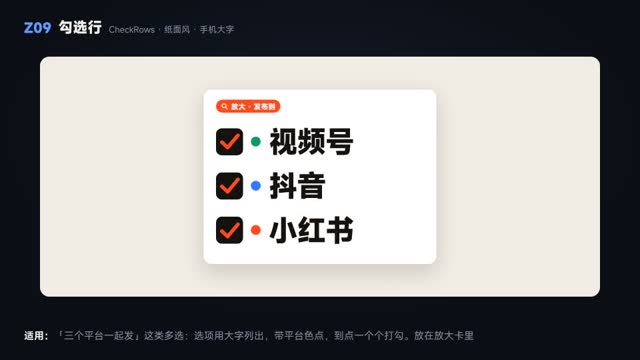 Z09 勾选行 CheckRows · 纸面风 · 手机大字
放大 · 发布到
视频号
抖音
小红书
适用：「三个平台一起发」这类多选：选项用大字列出，带平台色点，到点一个个打勾。放在放大卡里